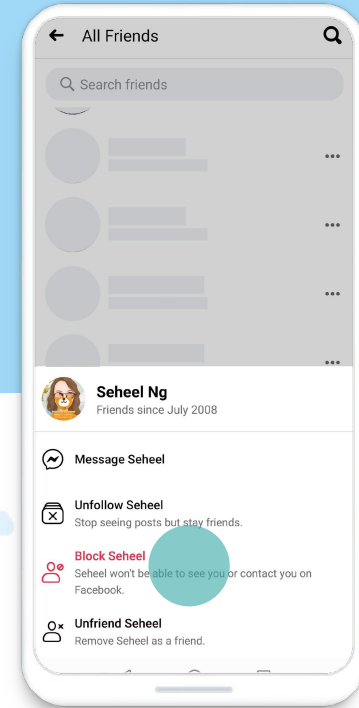 All Friends
Search friends
Seheel Ng
Friends since July 2008
Message Seheel
Unfollow Seheel
Stop seeing posts but stay friends.
Block Seheel
Seheel won't be able to see you or contact you on
Facebook.
Unfriend Seheel
Remove Seheel as a friend.